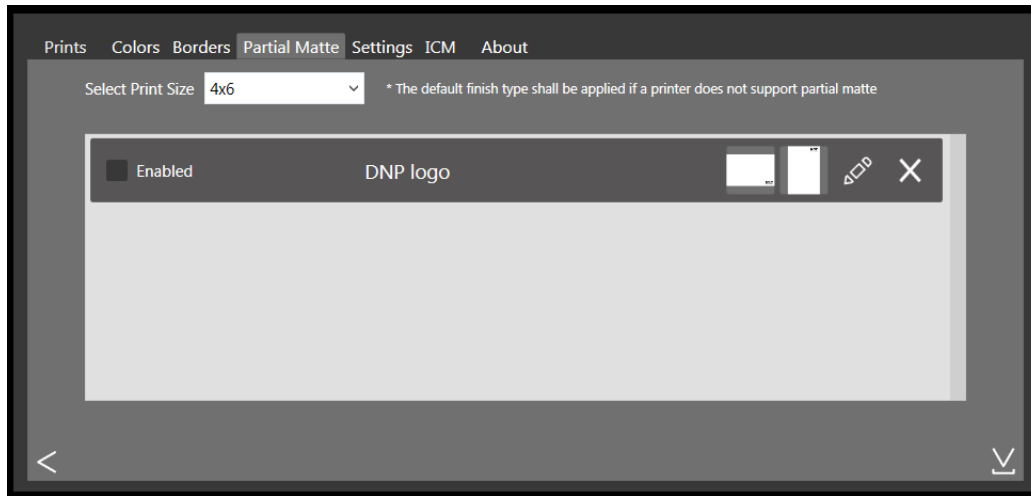 Prints Colors Borders Partial Matte Settings ICM About
Select Print Size 4x6 * The default finish type shall be applied if a printer does not support partial matte
Enabled DNP logo